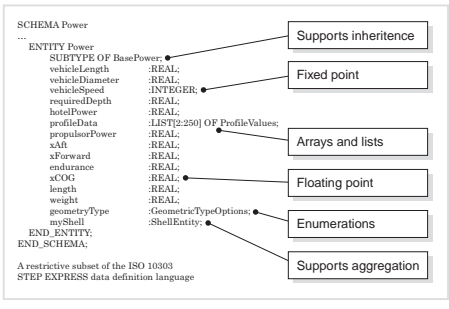 SCHEMA Power
...
ENTITY Power
SUBTYPE OF BasePower;
vehicleLength :REAL;
vehicleDiameter :REAL;
vehicleSpeed :INTEGER;
requiredDepth :REAL;
hotelPower :REAL;
profileData :LIST[2:250] OF ProfileValues;
propulsorPower :REAL;
xAft :REAL;
xForward :REAL;
endurance :REAL;
xCOG :REAL;
length :REAL;
weight :REAL;
geometryType :GeometricTypeOptions;
myShell :ShellEntity;
END_ENTITY;
END_SCHEMA;
A restrictive subset of the ISO 10303
STEP EXPRESS data definition language
Supports inheritence
Fixed point
Arrays and lists
Floating point
Enumerations
Supports aggregation